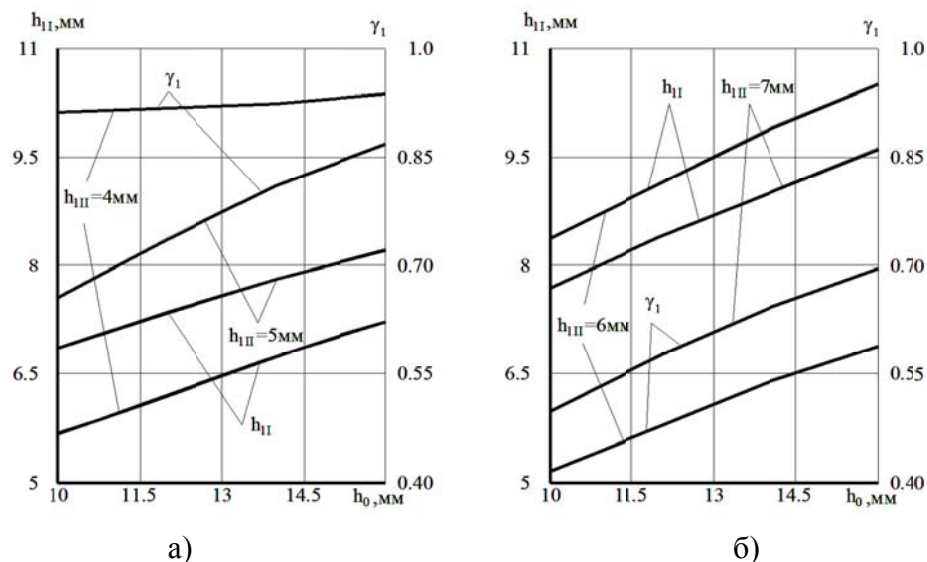 h₁I,мм γ₁
11 1.0
γ₁
9.5 0.85
h₁II=4мм
8 0.70
h₁II=5мм
6.5 0.55
h₁I
5 0.40
10 11.5 13 14.5 h₀,мм
а)
h₁I,мм γ₁
11 1.0
h₁I h₁II=7мм
9.5 0.85
8 0.70
h₁II=6мм γ₁
6.5 0.55
5 0.40
10 11.5 13 14.5 h₀,мм
б)